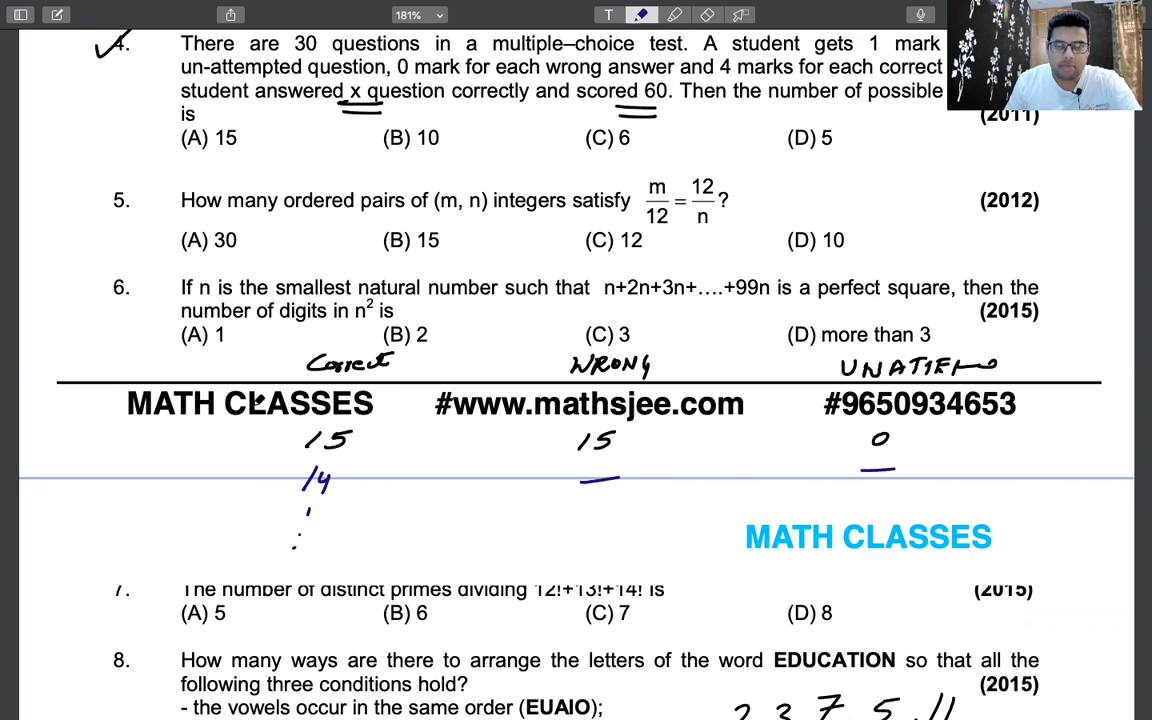 181%
T
4. There are 30 questions in a multiple–choice test. A student gets 1 mark
un-attempted question, 0 mark for each wrong answer and 4 marks for each correct
student answered x question correctly and scored 60. Then the number of possible
is (2011)
(A) 15 (B) 10 (C) 6 (D) 5
5. How many ordered pairs of (m, n) integers satisfy m/12 = 12/n ? (2012)
(A) 30 (B) 15 (C) 12 (D) 10
6. If n is the smallest natural number such that n+2n+3n+….+99n is a perfect square, then the
number of digits in n² is (2015)
(A) 1 (B) 2 (C) 3 (D) more than 3
Correct WRONG
MATH CLASSES #www.mathsjee.com #9650934653
15 15 0
14
MATH CLASSES
7. The number of distinct primes dividing 12!+13!+14! is (2015)
(A) 5 (B) 6 (C) 7 (D) 8
8. How many ways are there to arrange the letters of the word EDUCATION so that all the
following three conditions hold? (2015)
- the vowels occur in the same order (EUAIO);
2 3 7 5 11